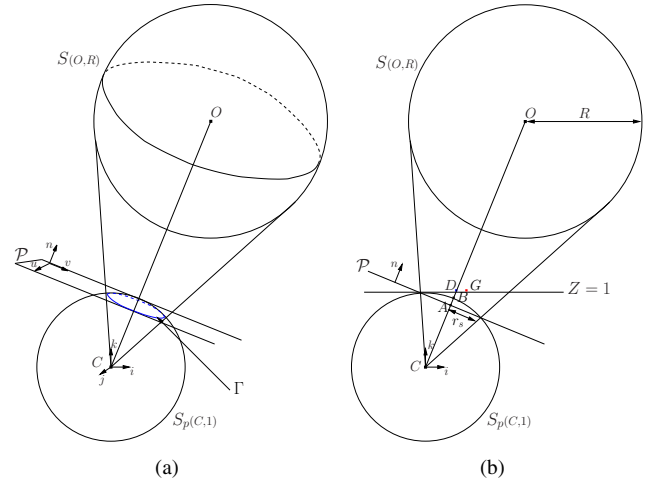 S(O,R)
O
P
n
u
v
C
k
i
j
Γ
Sp(C,1)
(a)
S(O,R)
O
R
P
n
D
G
Z = 1
B
A
rs
C
k
i
Sp(C,1)
(b)